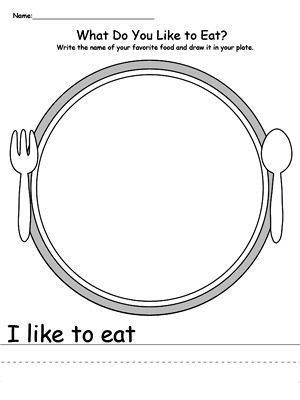 Name:
What Do You Like to Eat?
Write the name of your favorite food and draw it in your plate.
I like to eat